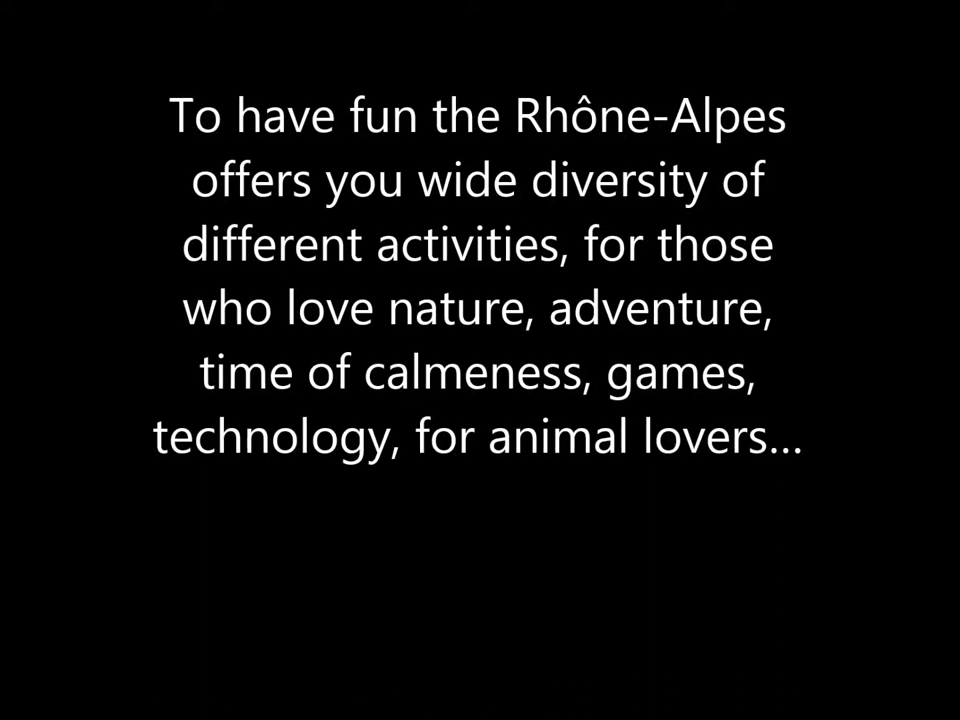 To have fun the Rhône-Alpes
offers you wide diversity of
different activities, for those
who love nature, adventure,
time of calmeness, games,
technology, for animal lovers...